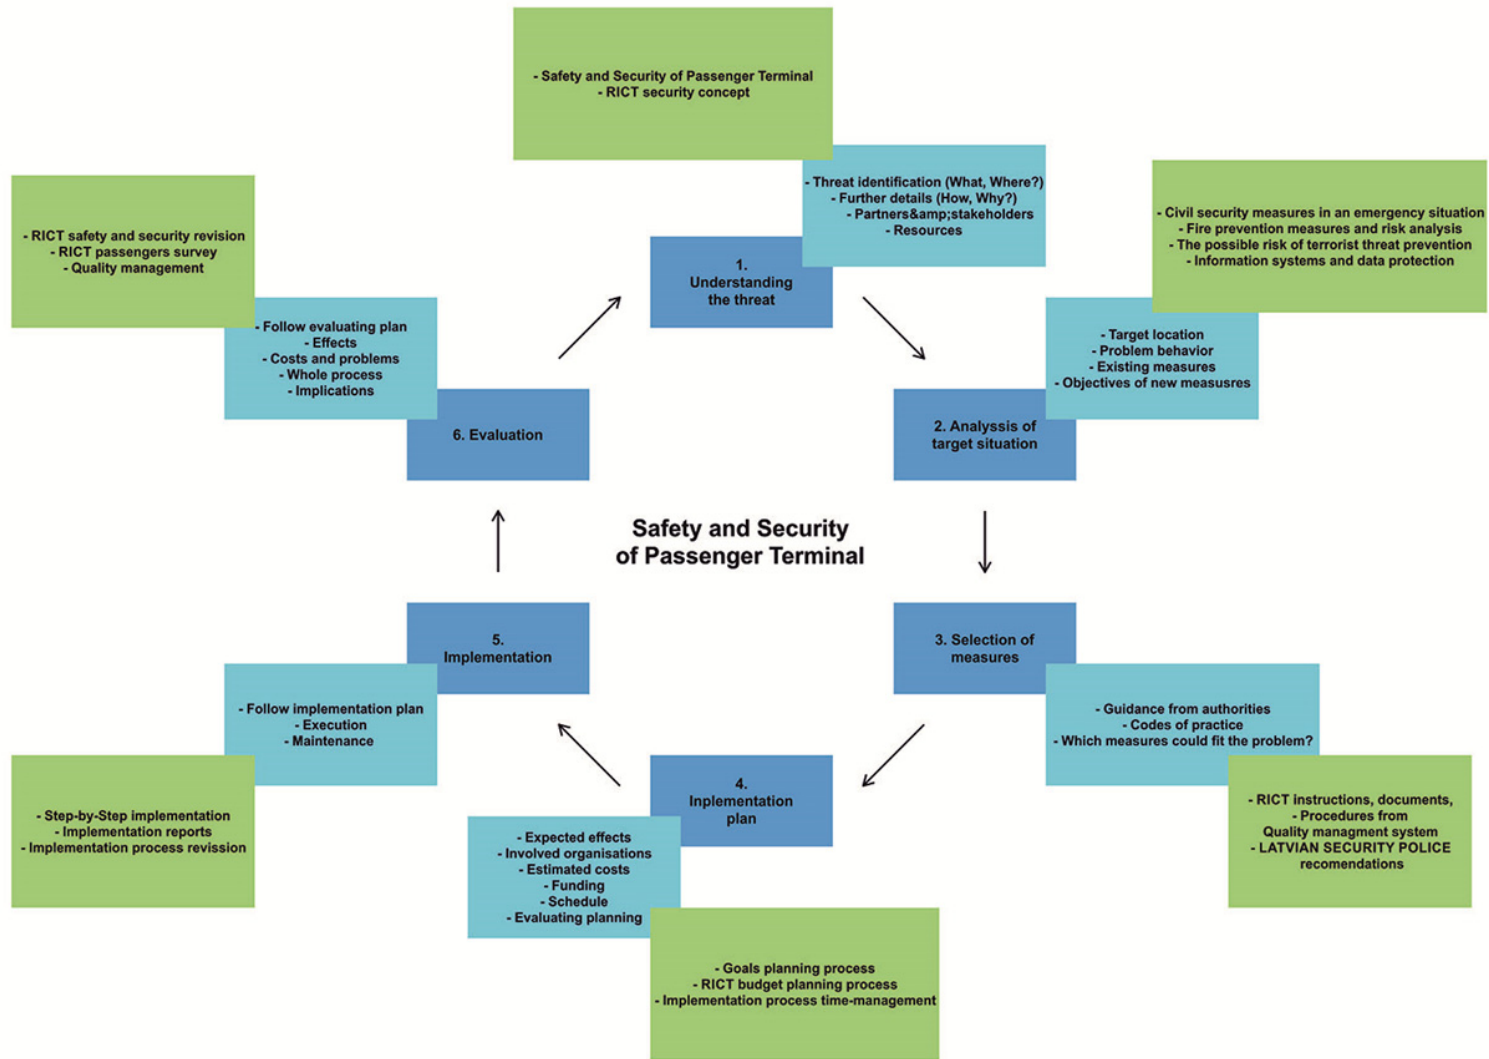 - Safety and Security of Passenger Terminal
- RICT security concept
- Threat identification (What, Where?)
- Further details (How, Why?)
- Partners&amp;stakeholders
- Resources
1.
Understanding
the threat
- Civil security measures in an emergency situation
- Fire prevention measures and risk analysis
- The possible risk of terrorist threat prevention
- Information systems and data protection
- Target location
- Problem behavior
- Existing measures
- Objectives of new measusres
2. Analyssis of
target situation
3. Selection of
measures
- Guidance from authorities
- Codes of practice
- Which measures could fit the problem?
- RICT instructions, documents,
- Procedures from
Quality managment system
- LATVIAN SECURITY POLICE
recomendations
4.
Inplementation
plan
- Expected effects
- Involved organisations
- Estimated costs
- Funding
- Schedule
- Evaluating planning
- Goals planning process
- RICT budget planning process
- Implementation process time-management
5.
Implementation
- Follow implementation plan
- Execution
- Maintenance
- Step-by-Step implementation
- Implementation reports
- Implementation process revission
6. Evaluation
- Follow evaluating plan
- Effects
- Costs and problems
- Whole process
- Implications
- RICT safety and security revision
- RICT passengers survey
- Quality management
Safety and Security
of Passenger Terminal